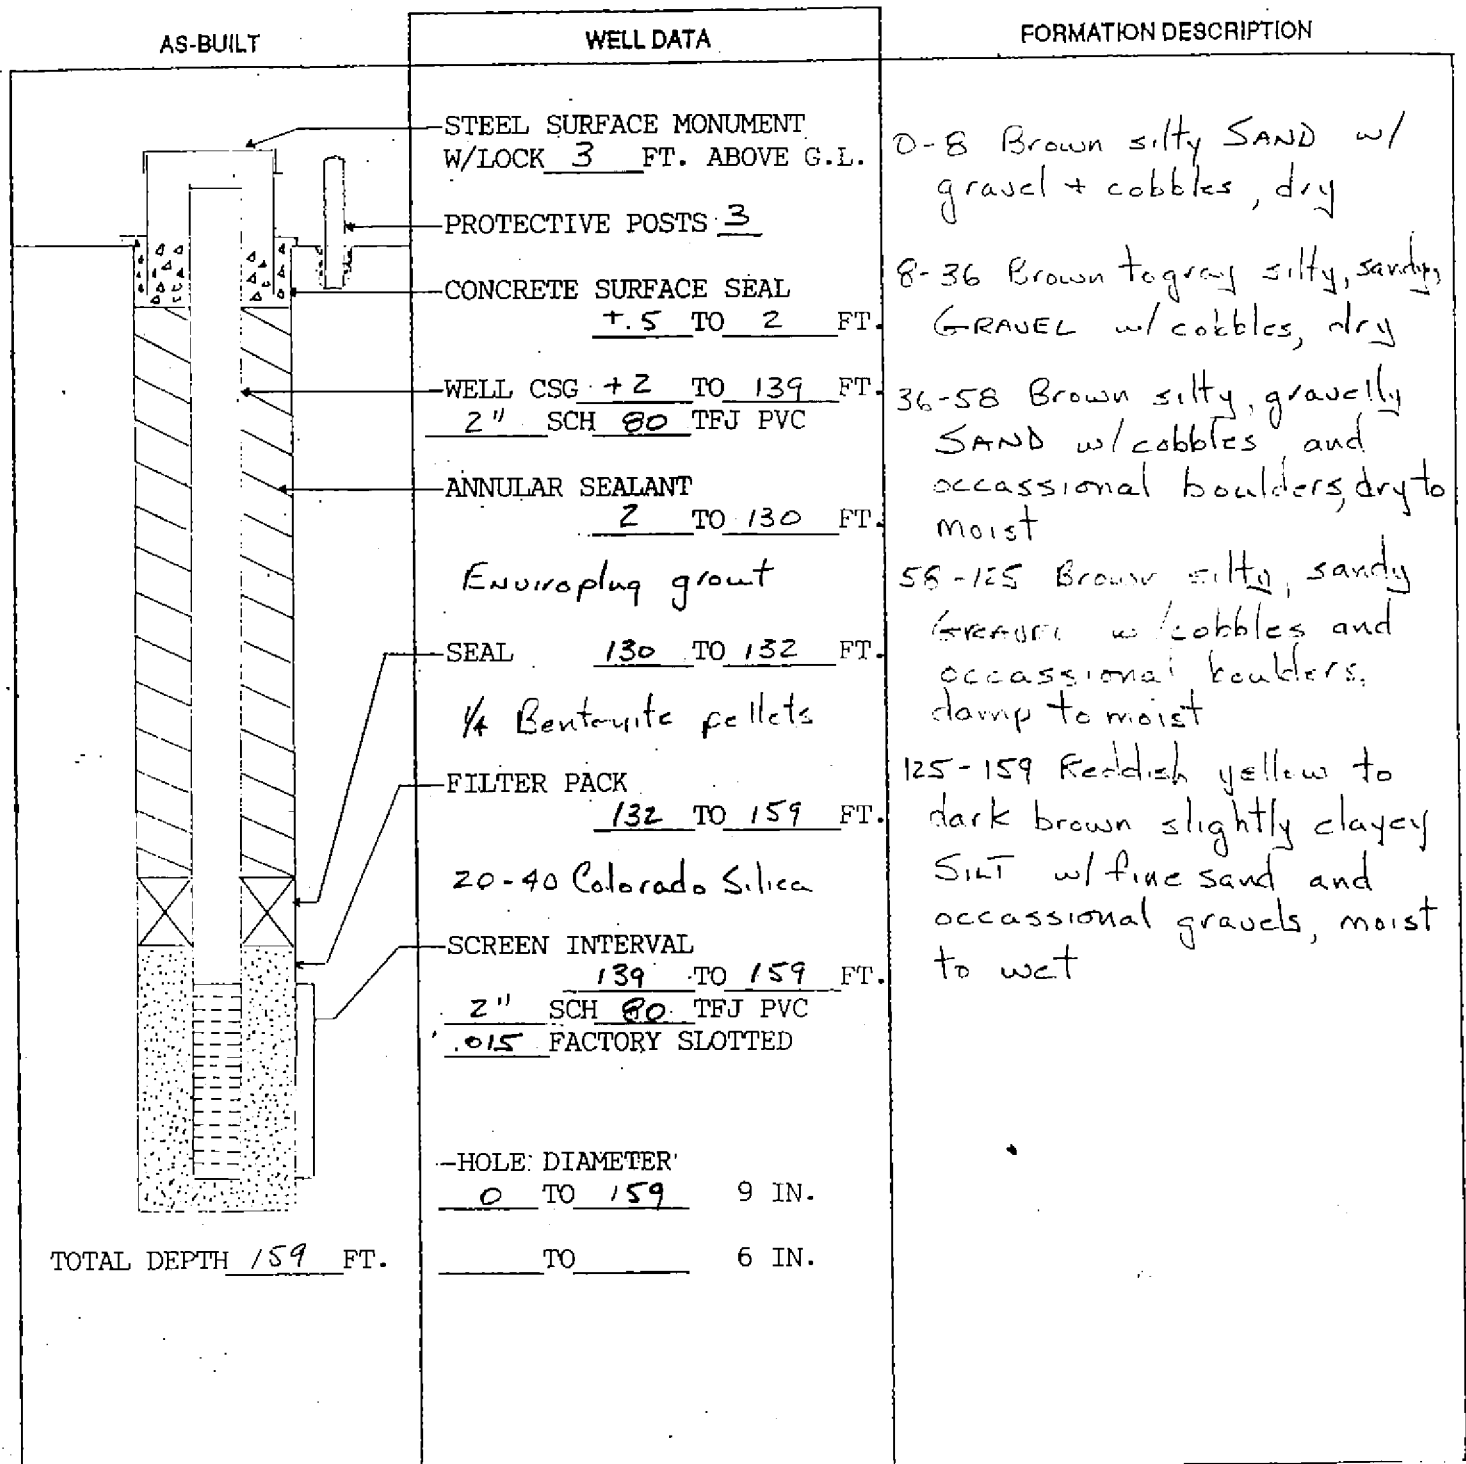 AS-BUILT
WELL DATA
FORMATION DESCRIPTION
STEEL SURFACE MONUMENT
W/LOCK 3 FT. ABOVE G.L.
PROTECTIVE POSTS 3
CONCRETE SURFACE SEAL
+.5 TO 2 FT.
WELL CSG +2 TO 139 FT.
2" SCH 80 TFJ PVC
ANNULAR SEALANT
2 TO 130 FT.
Enviroplug grout
SEAL 130 TO 132 FT.
1/4 Bentonite pellets
FILTER PACK
132 TO 159 FT.
20-40 Colorado Silica
SCREEN INTERVAL
139 TO 159 FT.
2" SCH 80 TFJ PVC
.015 FACTORY SLOTTED
HOLE DIAMETER
0 TO 159 9 IN.
TO 6 IN.
TOTAL DEPTH 159 FT.
0-8 Brown silty SAND w/
gravel + cobbles, dry
8-36 Brown to gray silty, sandy,
GRAVEL w/ cobbles, dry
36-58 Brown silty, gravelly
SAND w/ cobbles and
occassional boulders, dry to
moist
58-125 Brown silty, sandy
GRAVEL w/ cobbles and
occassional boulders,
damp to moist
125-159 Reddish yellow to
dark brown slightly clayey
SILT w/ fine sand and
occassional gravels, moist
to wet